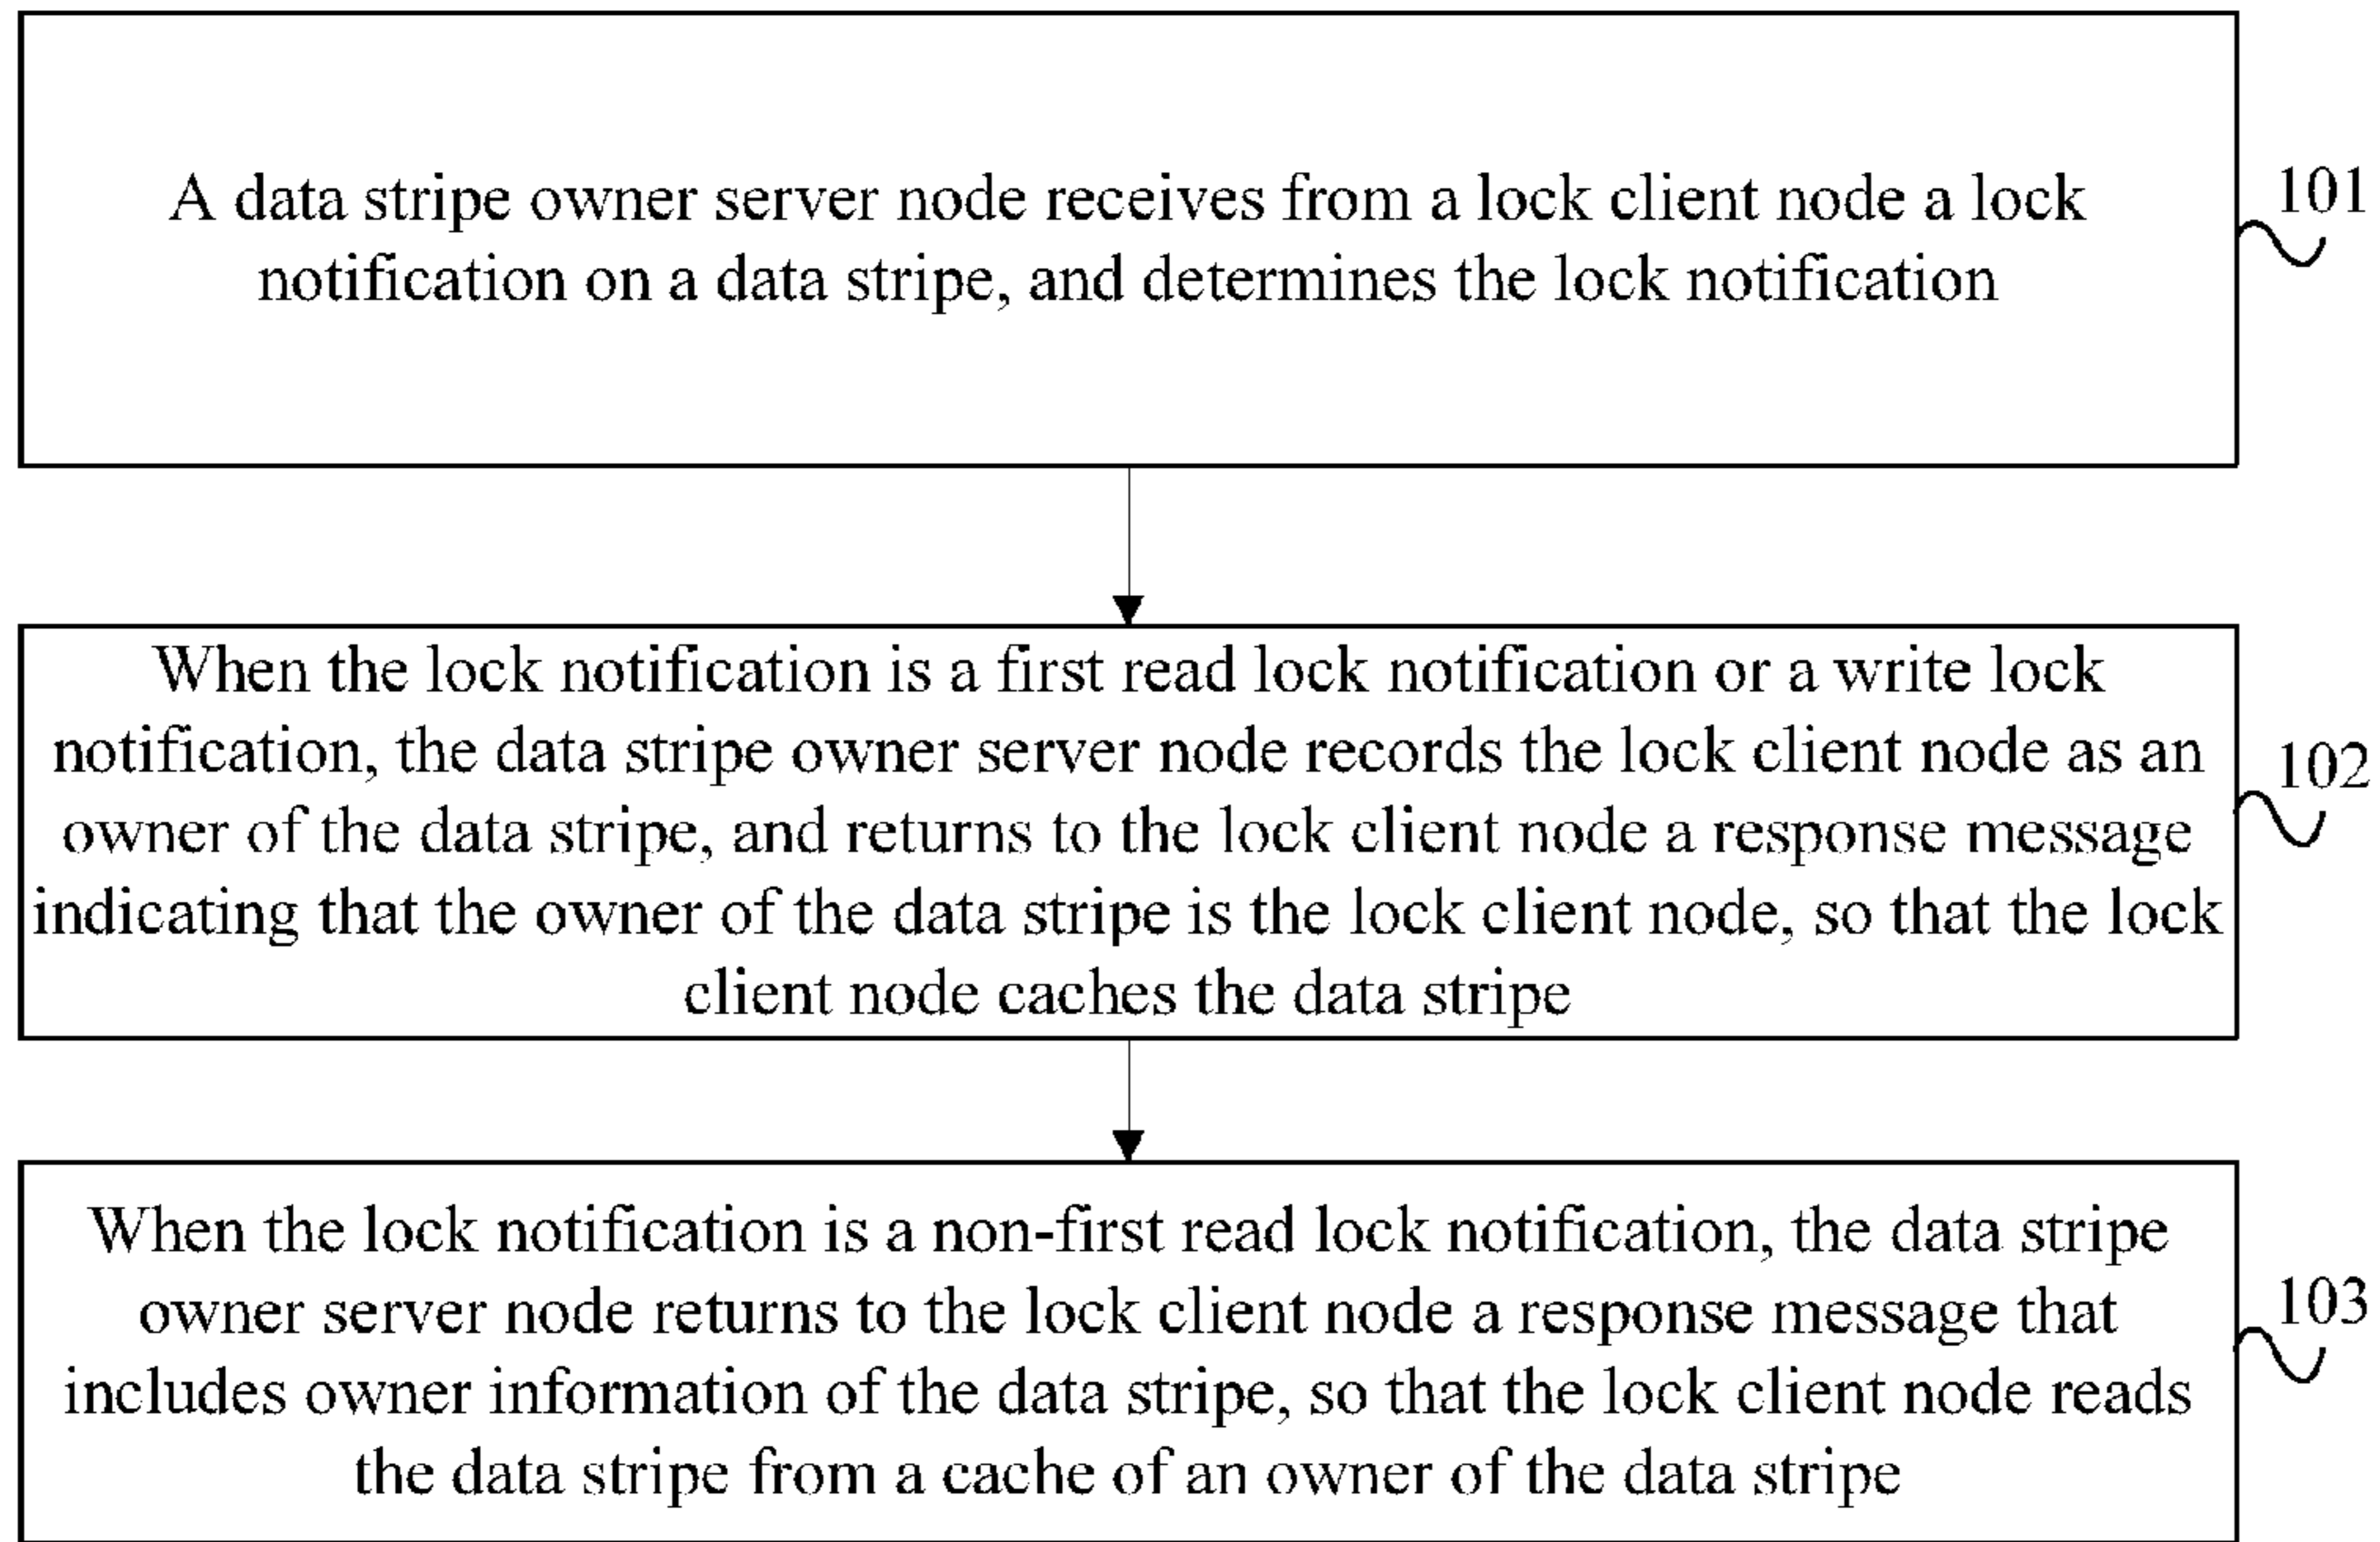 A data stripe owner server node receives from a lock client node a lock
notification on a data stripe, and determines the lock notification
101
When the lock notification is a first read lock notification or a write lock
notification, the data stripe owner server node records the lock client node as an
owner of the data stripe, and returns to the lock client node a response message
indicating that the owner of the data stripe is the lock client node, so that the lock
client node caches the data stripe
102
When the lock notification is a non-first read lock notification, the data stripe
owner server node returns to the lock client node a response message that
includes owner information of the data stripe, so that the lock client node reads
the data stripe from a cache of an owner of the data stripe
103